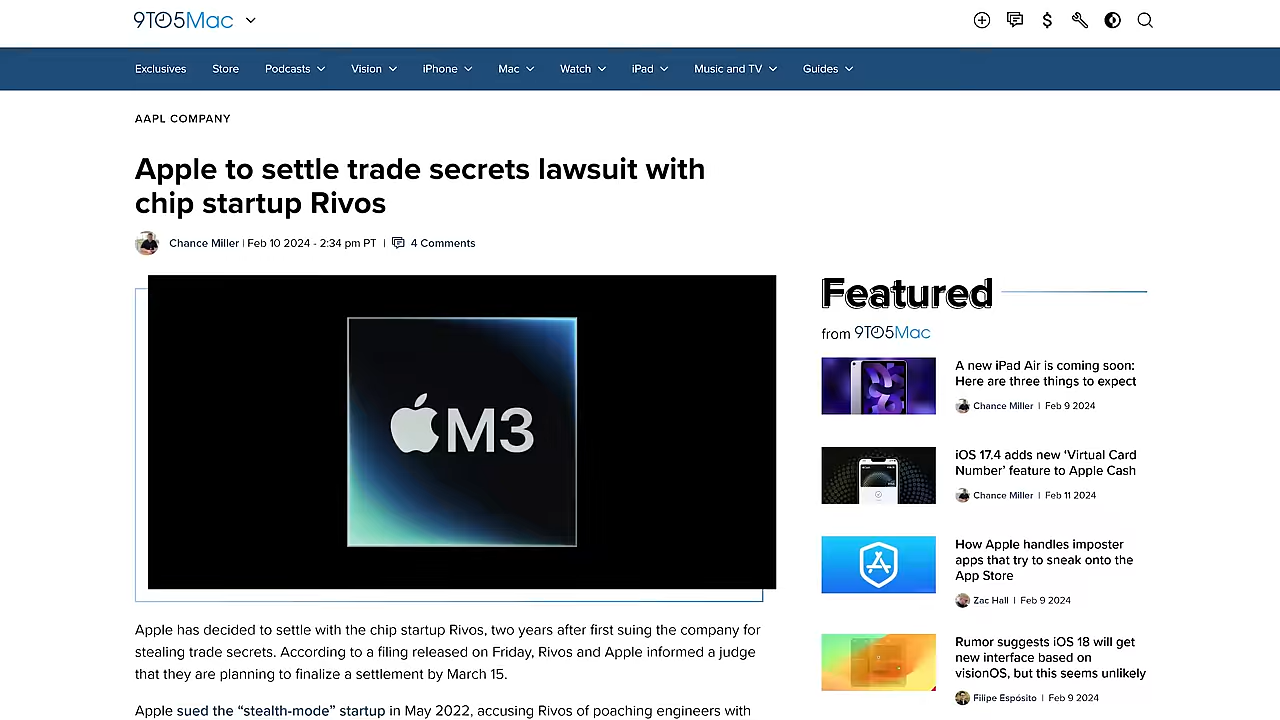 9TO5Mac
Exclusives Store Podcasts Vision iPhone Mac Watch iPad Music and TV Guides
AAPL COMPANY
Apple to settle trade secrets lawsuit with
chip startup Rivos
Chance Miller | Feb 10 2024 - 2:34 pm PT | 4 Comments
M3
Apple has decided to settle with the chip startup Rivos, two years after first suing the company for
stealing trade secrets. According to a filing released on Friday, Rivos and Apple informed a judge
that they are planning to finalize a settlement by March 15.
Apple sued the “stealth-mode” startup in May 2022, accusing Rivos of poaching engineers with
Featured
from 9TO5Mac
A new iPad Air is coming soon:
Here are three things to expect
Chance Miller | Feb 9 2024
iOS 17.4 adds new ‘Virtual Card
Number’ feature to Apple Cash
Chance Miller | Feb 11 2024
How Apple handles imposter
apps that try to sneak onto the
App Store
Zac Hall | Feb 9 2024
Rumor suggests iOS 18 will get
new interface based on
visionOS, but this seems unlikely
Filipe Espósito | Feb 9 2024